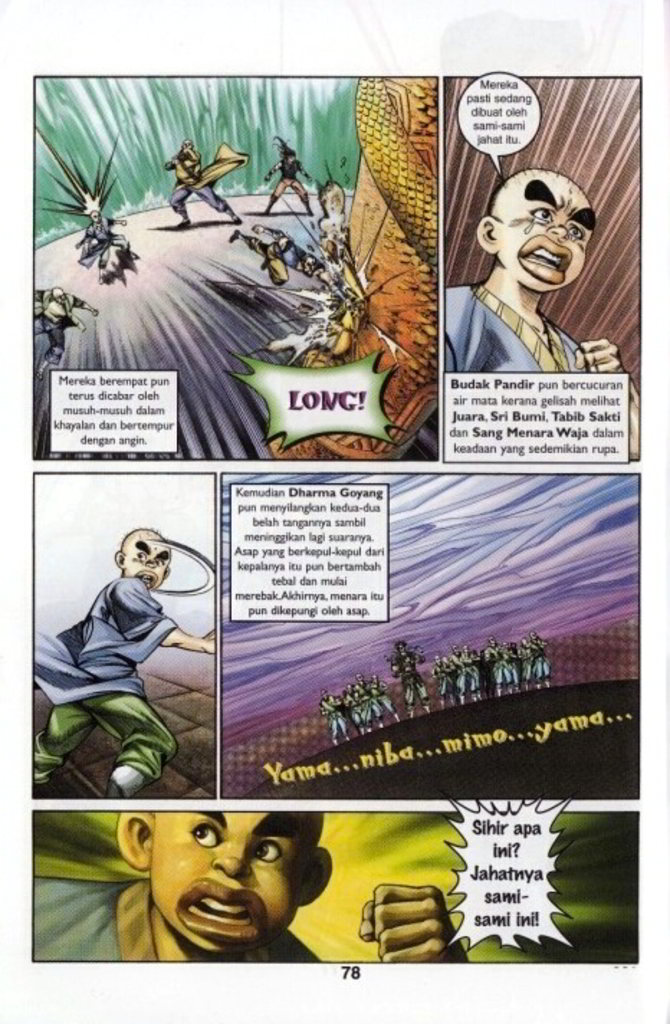 Mereka berempat pun
terus dicabar oleh
musuh-musuh dalam
khayalan dan bertempur
dengan angin.
LONG!
Mereka
pasti sedang
dibuat oleh
sami-sami
jahat itu.
Budak Pandir pun bercucuran
air mata kerana gelisah melihat
Juara, Sri Bumi, Tabib Sakti
dan Sang Menara Waja dalam
keadaan yang sedemikian rupa.
Kemudian Dharma Goyang
pun menyilangkan kedua-dua
belah tangannya sambil
meninggikan lagi suaranya.
Asap yang berkepul-kepul dari
kepalanya itu pun bertambah
tebal dan mulai
merebak.Akhirnya, menara itu
pun dikepungi oleh asap.
Yama...niba...mimo...yama...
Sihir apa
ini?
Jahatnya
sami-
sami ini!
78